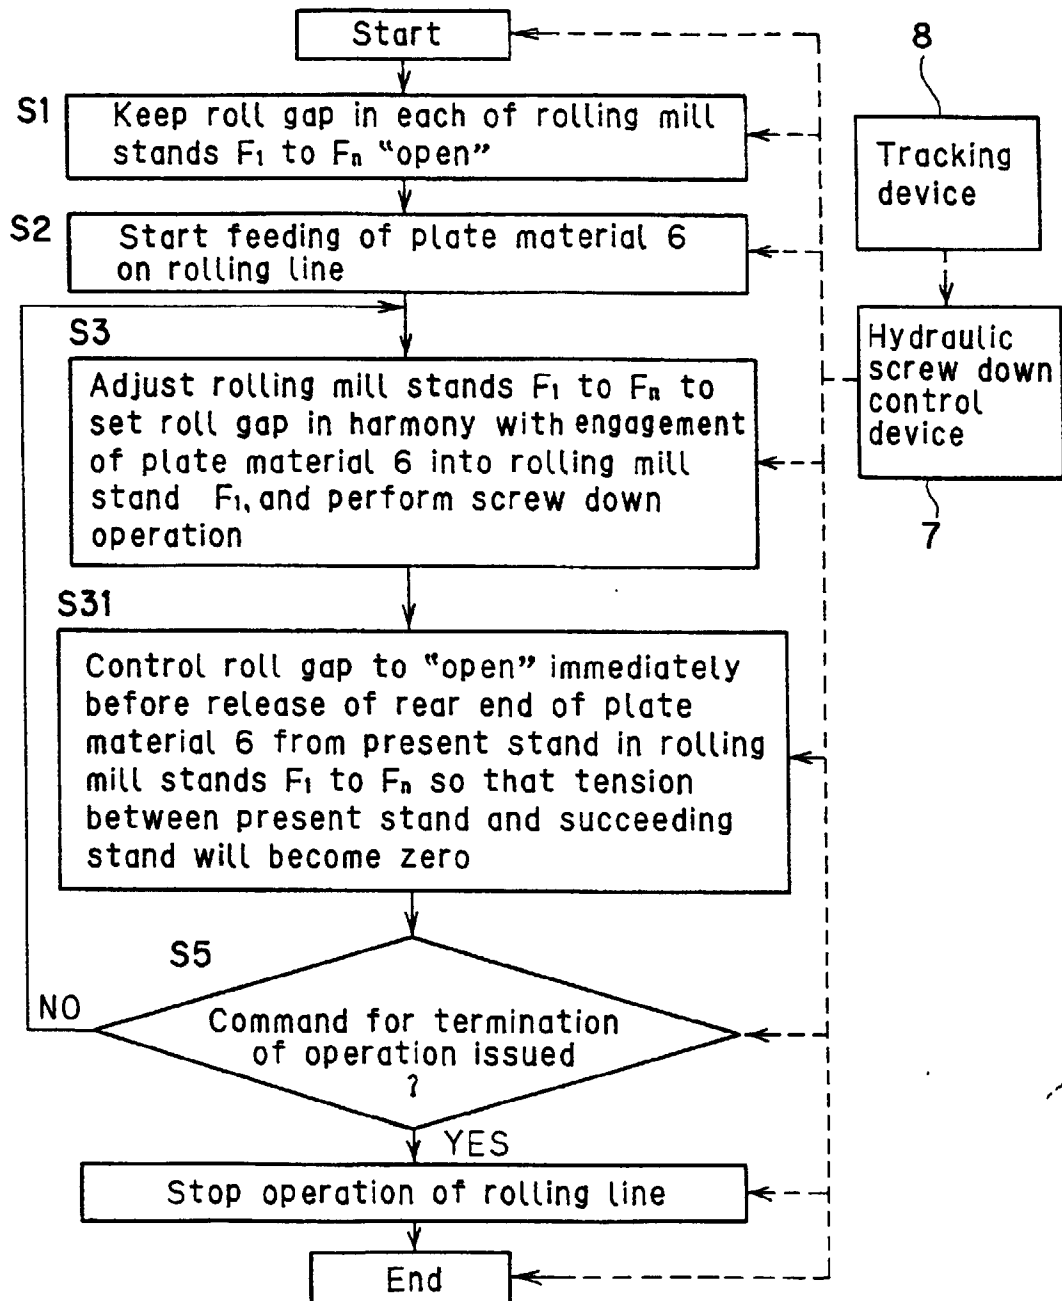 Start
S1
Keep roll gap in each of rolling mill
stands F₁ to Fₙ “open”
S2
Start feeding of plate material 6
on rolling line
S3
Adjust rolling mill stands F₁ to Fₙ to
set roll gap in harmony with engagement
of plate material 6 into rolling mill
stand F₁, and perform screw down
operation
S31
Control roll gap to “open” immediately
before release of rear end of plate
material 6 from present stand in rolling
mill stands F₁ to Fₙ so that tension
between present stand and succeeding
stand will become zero
S5
Command for termination
of operation issued
?
NO
YES
Stop operation of rolling line
End
8
Tracking
device
Hydraulic
screw down
control
device
7